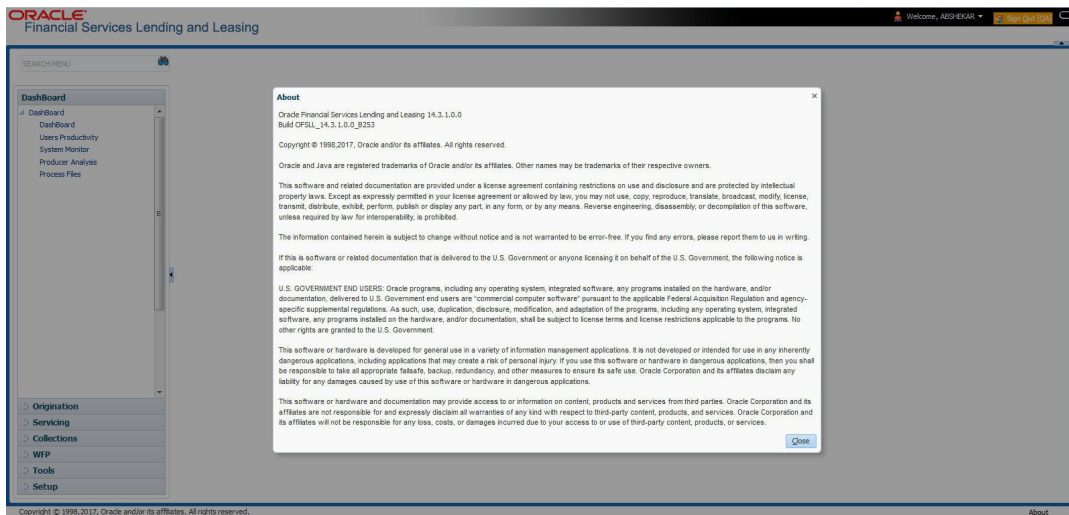 ORACLE
Financial Services Lending and Leasing
Welcome, ABSHEKAR
Sign Out [QA]
SEARCH MENU
DashBoard
DashBoard
DashBoard
Users Productivity
System Monitor
Producer Analysis
Process Files
Origination
Servicing
Collections
WFP
Tools
Setup
About
Oracle Financial Services Lending and Leasing 14.3.1.0.0
Build OFSLL_14.3.1.0.0_B253
Copyright © 1998,2017, Oracle and/or its affiliates. All rights reserved.
Oracle and Java are registered trademarks of Oracle and/or its affiliates. Other names may be trademarks of their respective owners.
This software and related documentation are provided under a license agreement containing restrictions on use and disclosure and are protected by intellectual
property laws. Except as expressly permitted in your license agreement or allowed by law, you may not use, copy, reproduce, translate, broadcast, modify, license,
transmit, distribute, exhibit, perform, publish or display any part, in any form, or by any means. Reverse engineering, disassembly, or decompilation of this software,
unless required by law for interoperability, is prohibited.
The information contained herein is subject to change without notice and is not warranted to be error-free. If you find any errors, please report them to us in writing.
If this is software or related documentation that is delivered to the U.S. Government or anyone licensing it on behalf of the U.S. Government, the following notice is
applicable:
U.S. GOVERNMENT END USERS: Oracle programs, including any operating system, integrated software, any programs installed on the hardware, and/or
documentation, delivered to U.S. Government end users are "commercial computer software" pursuant to the applicable Federal Acquisition Regulation and agency-
specific supplemental regulations. As such, use, duplication, disclosure, modification, and adaptation of the programs, including any operating system, integrated
software, any programs installed on the hardware, and/or documentation, shall be subject to license terms and license restrictions applicable to the programs. No
other rights are granted to the U.S. Government.
This software or hardware is developed for general use in a variety of information management applications. It is not developed or intended for use in any inherently
dangerous applications, including applications that may create a risk of personal injury. If you use this software or hardware in dangerous applications, then you shall
be responsible to take all appropriate failsafe, backup, redundancy, and other measures to ensure its safe use. Oracle Corporation and its affiliates disclaim any
liability for any damages caused by use of this software or hardware in dangerous applications.
This software or hardware and documentation may provide access to or information on content, products and services from third parties. Oracle Corporation and its
affiliates are not responsible for and expressly disclaim all warranties of any kind with respect to third-party content, products, and services. Oracle Corporation and
its affiliates will not be responsible for any loss, costs, or damages incurred due to your access to or use of third-party content, products, or services.
Close
Copyright © 1998,2017, Oracle and/or its affiliates. All rights reserved.
About